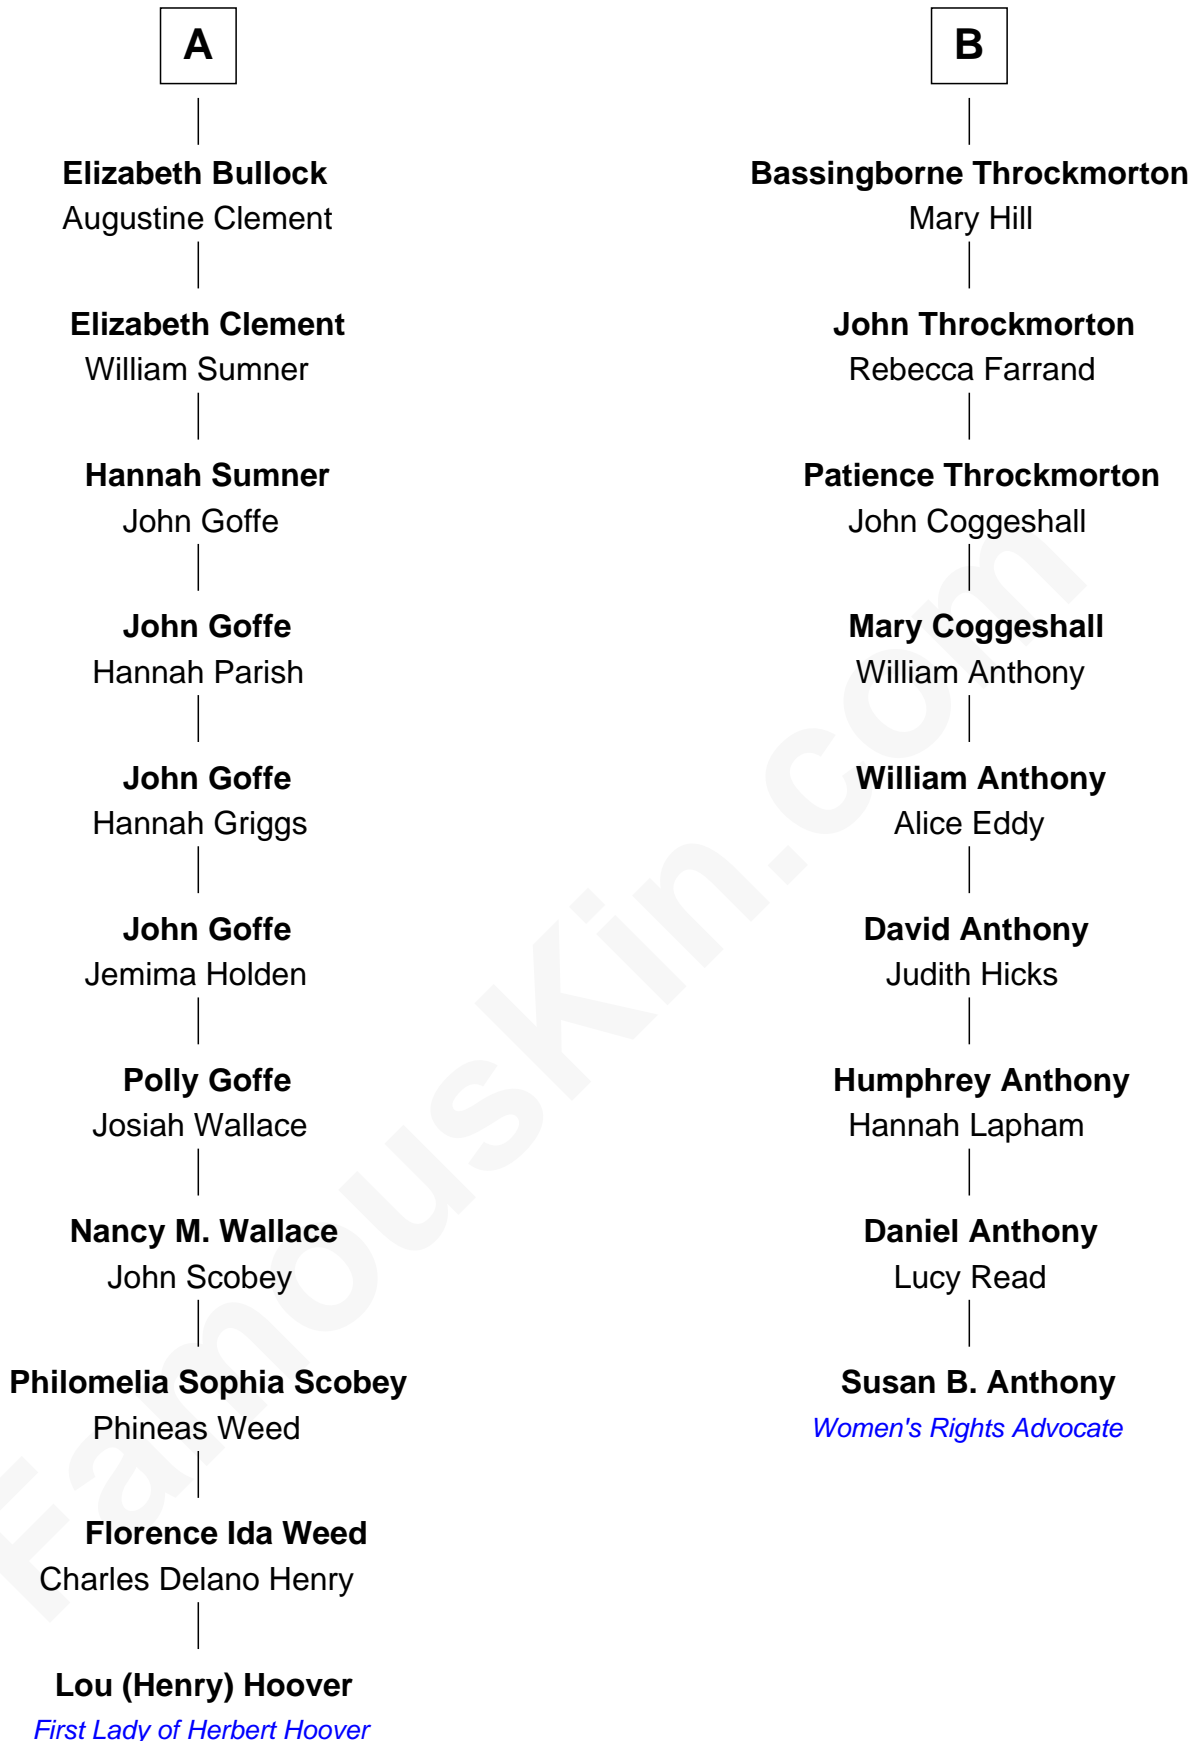 A
Elizabeth Bullock
Augustine Clement
Elizabeth Clement
William Sumner
Hannah Sumner
John Goffe
John Goffe
Hannah Parish
John Goffe
Hannah Griggs
John Goffe
Jemima Holden
Polly Goffe
Josiah Wallace
Nancy M. Wallace
John Scobey
Philomelia Sophia Scobey
Phineas Weed
Florence Ida Weed
Charles Delano Henry
Lou (Henry) Hoover
First Lady of Herbert Hoover
B
Bassingborne Throckmorton
Mary Hill
John Throckmorton
Rebecca Farrand
Patience Throckmorton
John Coggeshall
Mary Coggeshall
William Anthony
William Anthony
Alice Eddy
David Anthony
Judith Hicks
Humphrey Anthony
Hannah Lapham
Daniel Anthony
Lucy Read
Susan B. Anthony
Women's Rights Advocate
FamousKin.com